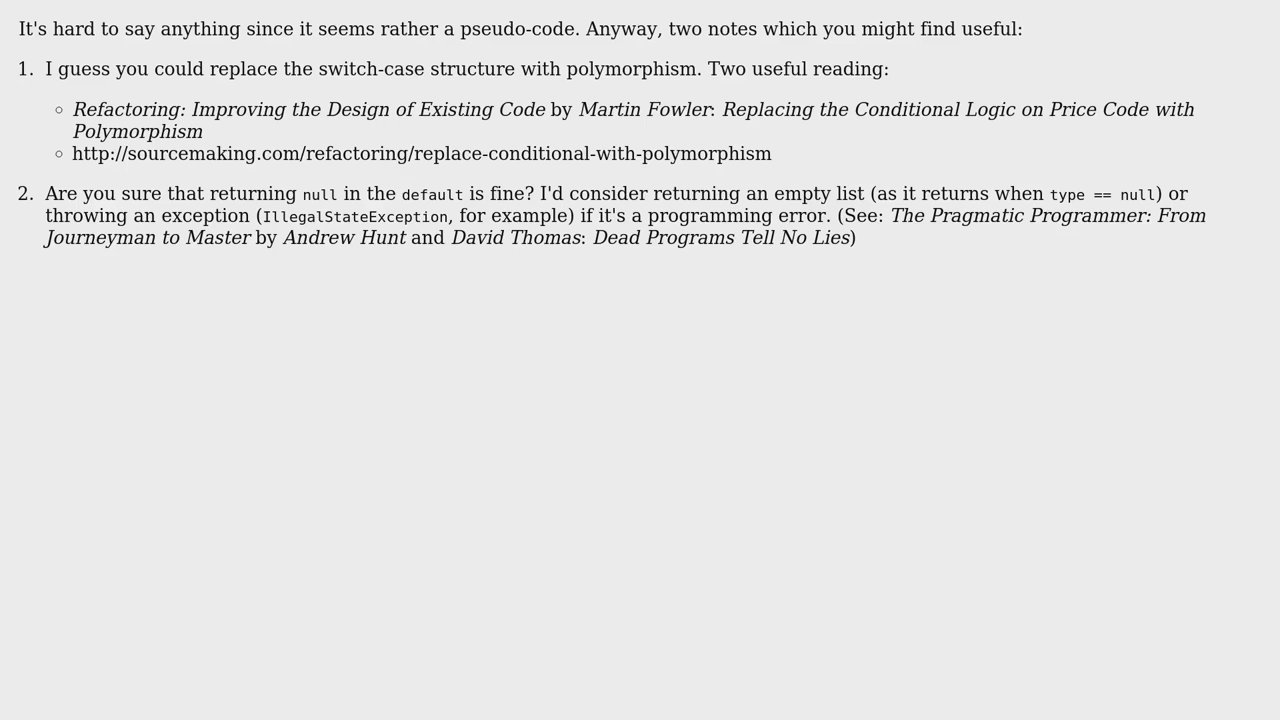 It's hard to say anything since it seems rather a pseudo-code. Anyway, two notes which you might find useful:
1. I guess you could replace the switch-case structure with polymorphism. Two useful reading:
◦ Refactoring: Improving the Design of Existing Code by Martin Fowler: Replacing the Conditional Logic on Price Code with
Polymorphism
◦ http://sourcemaking.com/refactoring/replace-conditional-with-polymorphism
2. Are you sure that returning null in the default is fine? I'd consider returning an empty list (as it returns when type == null) or
throwing an exception (IllegalStateException, for example) if it's a programming error. (See: The Pragmatic Programmer: From
Journeyman to Master by Andrew Hunt and David Thomas: Dead Programs Tell No Lies)